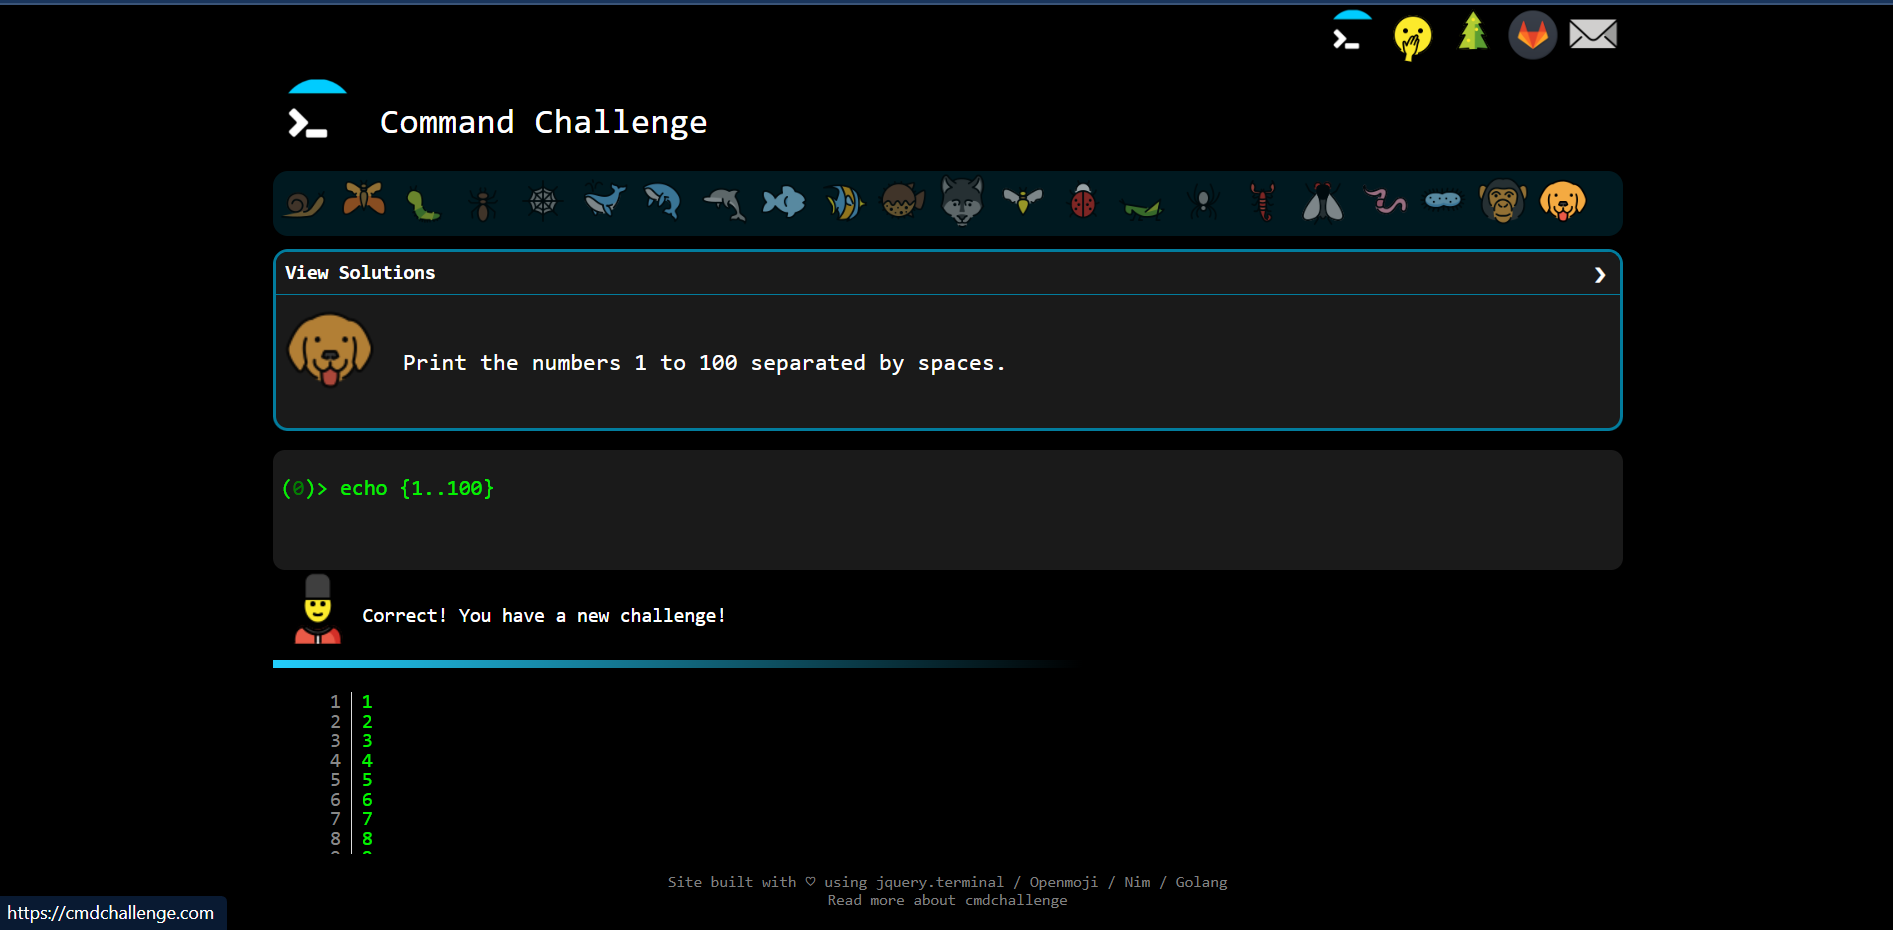 Command Challenge
View Solutions
Print the numbers 1 to 100 separated by spaces.
(0)> echo {1..100}
Correct! You have a new challenge!
1 1
2 2
3 3
4 4
5 5
6 6
7 7
8 8
Site built with ♡ using jquery.terminal / Openmoji / Nim / Golang
Read more about cmdchallenge
https://cmdchallenge.com